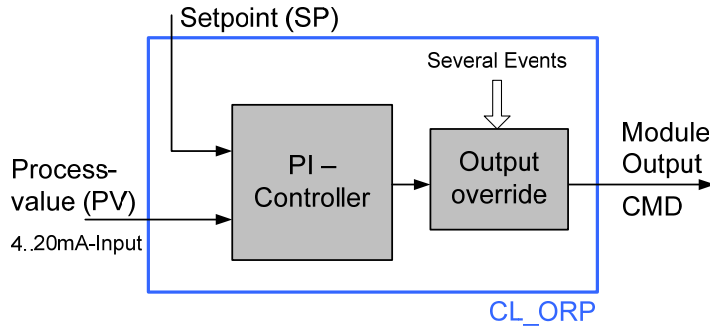 Setpoint (SP)
Several Events
PI –
Controller
Output
override
Module
Output
CMD
Process-
value (PV)
4..20mA-Input
CL_ORP